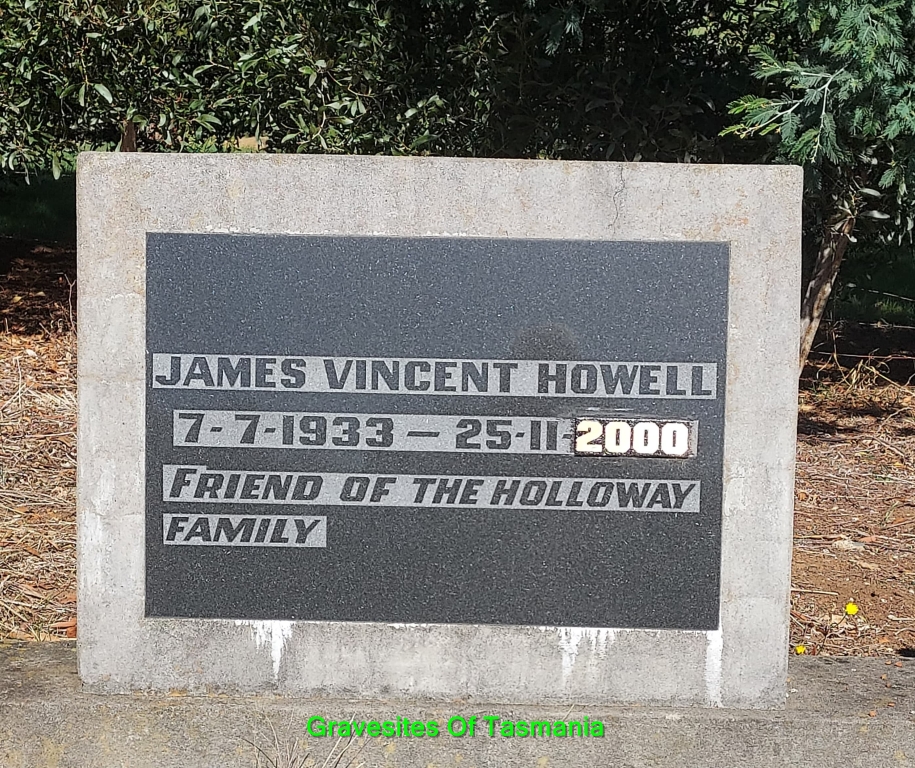 JAMES VINCENT HOWELL
7-7-1933 — 25-11-2000
FRIEND OF THE HOLLOWAY
FAMILY
Gravesites Of Tasmania